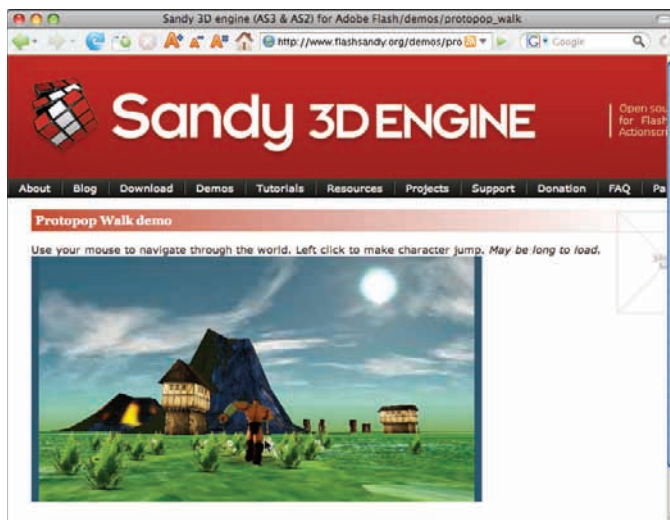 Sandy 3D engine (AS3 & AS2) for Adobe Flash/demos/protopop_walk
http://www.flashsandy.org/demos/pro
Google
Sandy 3D ENGINE
Open sou
for Flash
Actionscri
About Blog Download Demos Tutorials Resources Projects Support Donation FAQ Pa
Protopop Walk demo
Use your mouse to navigate through the world. Left click to make character jump. May be long to load.